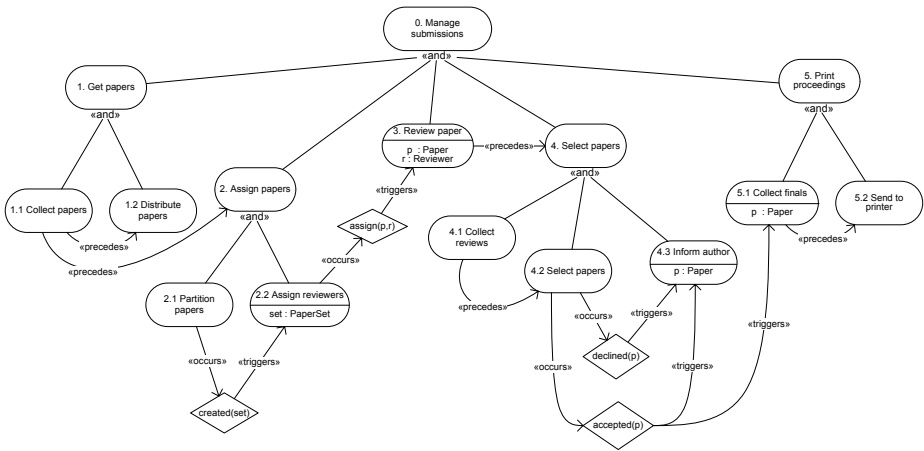 0. Manage
submissions
«and»
1. Get papers
«and»
5. Print
proceedings
«and»
3. Review paper
p : Paper
r : Reviewer
«precedes»
4. Select papers
«and»
2. Assign papers
«and»
«triggers»
1.1 Collect papers
1.2 Distribute
papers
«precedes»
«precedes»
assign(p,r)
«occurs»
4.1 Collect
reviews
«precedes»
4.2 Select papers
4.3 Inform author
p : Paper
5.1 Collect finals
p : Paper
«precedes»
5.2 Send to
printer
2.1 Partition
papers
2.2 Assign reviewers
set : PaperSet
«occurs»
«triggers»
«triggers»
«triggers»
«occurs»
«triggers»
created(set)
declined(p)
«occurs»
«triggers»
accepted(p)